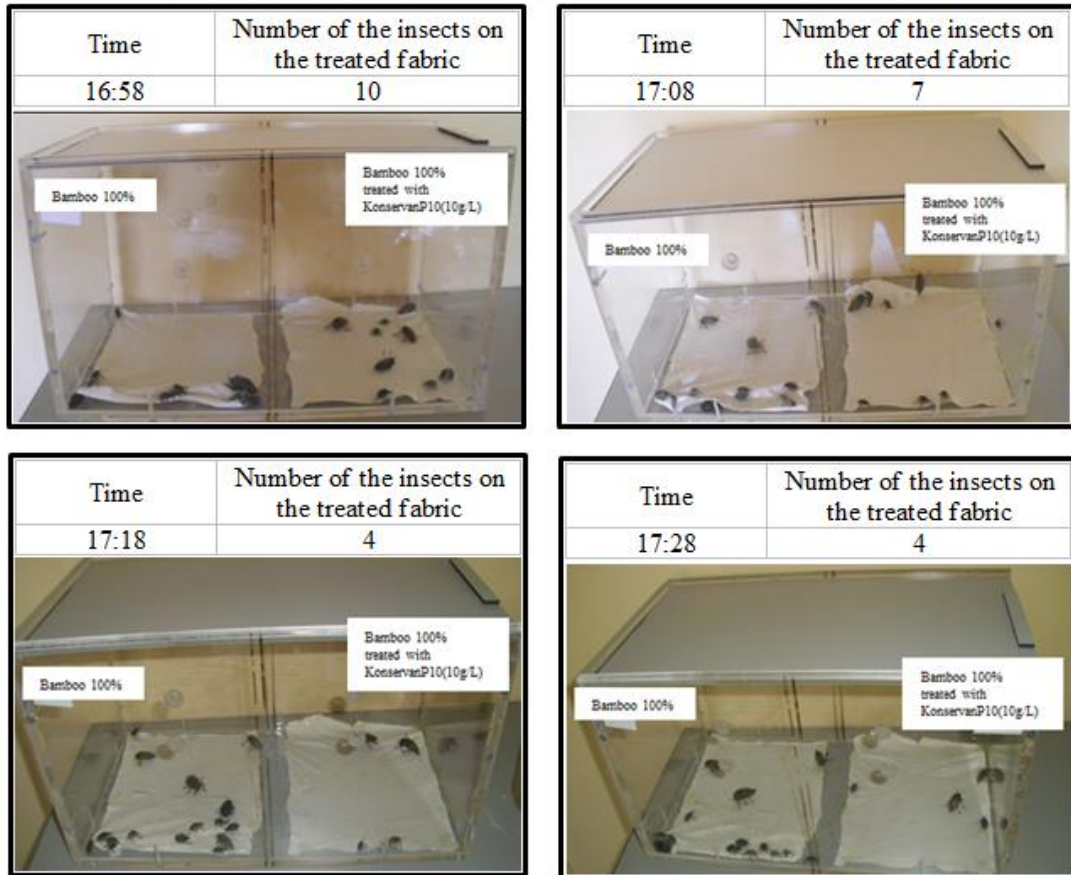 Time
Number of the insects on
the treated fabric
16:58
10
Bamboo 100%
Bamboo 100%
treated with
KonservanP10(10g/L)
Time
Number of the insects on
the treated fabric
17:08
7
Bamboo 100%
Bamboo 100%
treated with
KonservanP10(10g/L)
Time
Number of the insects on
the treated fabric
17:18
4
Bamboo 100%
Bamboo 100%
treated with
KonservanP10(10g/L)
Time
Number of the insects on
the treated fabric
17:28
4
Bamboo 100%
Bamboo 100%
treated with
KonservanP10(10g/L)